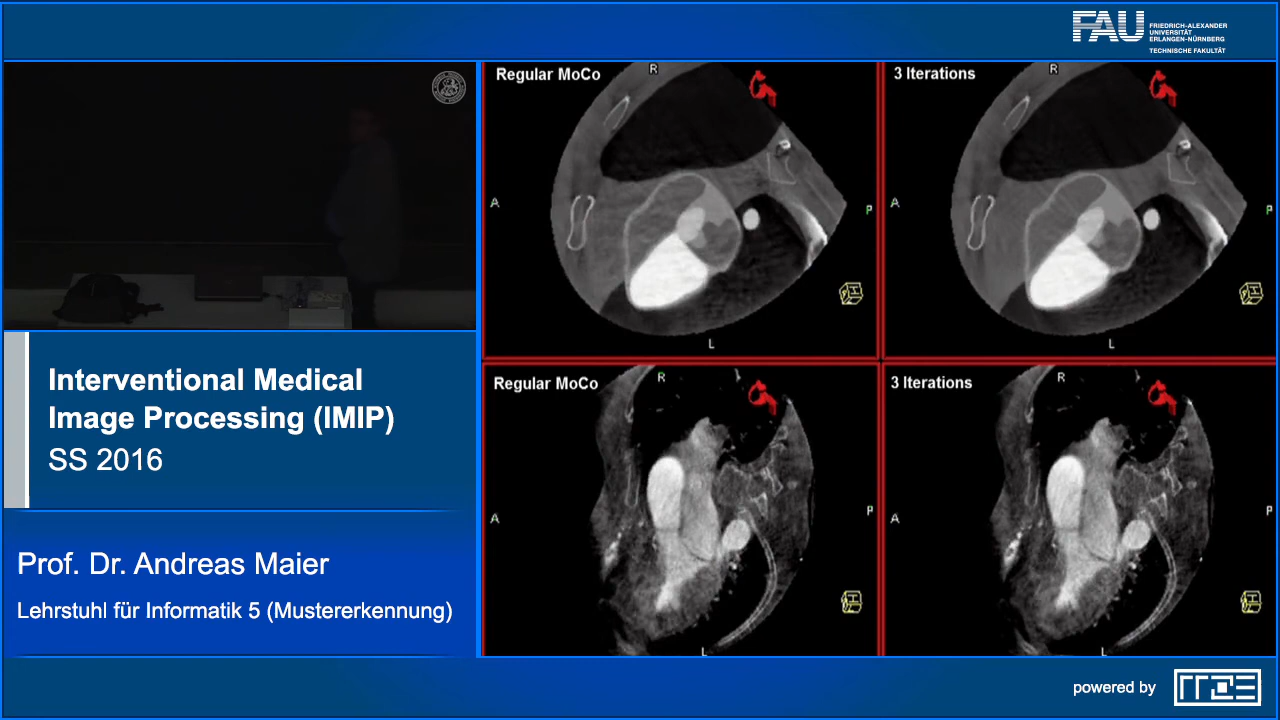 FAU
FRIEDRICH-ALEXANDER
UNIVERSITÄT
ERLANGEN-NÜRNBERG
TECHNISCHE FAKULTÄT
Regular MoCo
R
A
P
L
3 Iterations
R
A
P
L
Regular MoCo
R
A
P
L
3 Iterations
R
A
P
L
Interventional Medical
Image Processing (IMIP)
SS 2016
Prof. Dr. Andreas Maier
Lehrstuhl für Informatik 5 (Mustererkennung)
powered by
RRZE